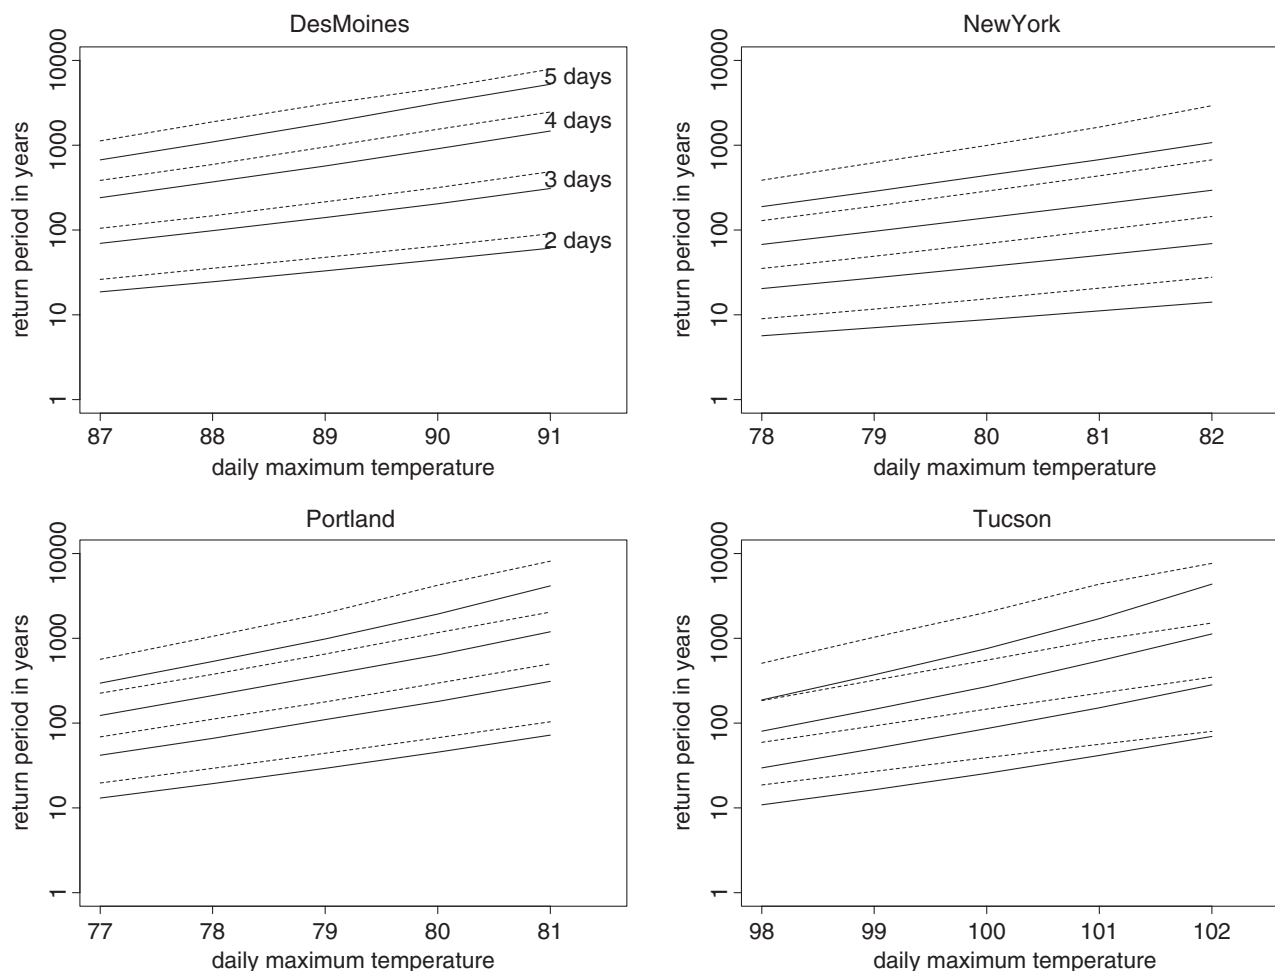 DesMoines
return period in years
10000
1000
100
10
1
5 days
4 days
3 days
2 days
87 88 89 90 91
daily maximum temperature
NewYork
return period in years
10000
1000
100
10
1
78 79 80 81 82
daily maximum temperature
Portland
return period in years
10000
1000
100
10
1
77 78 79 80 81
daily maximum temperature
Tucson
return period in years
10000
1000
100
10
1
98 99 100 101 102
daily maximum temperature